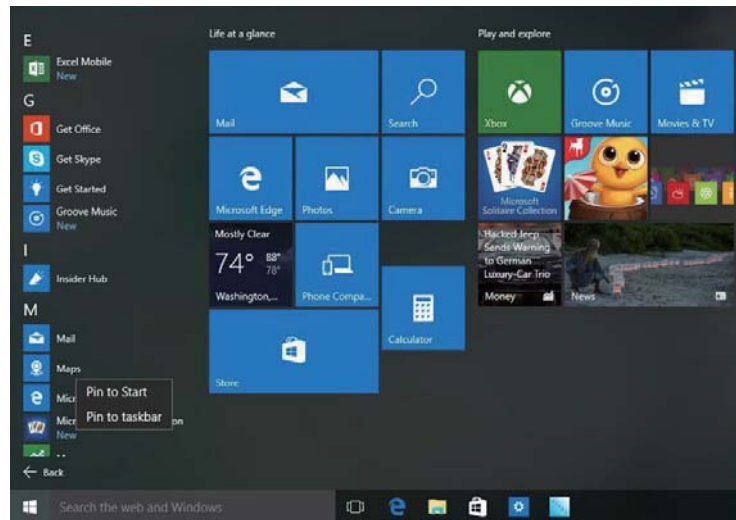 E
Excel Mobile
New
G
Get Office
Get Skype
Get Started
Groove Music
New
I
Insider Hub
M
Mail
Maps
Pin to Start
Micr
Pin to taskbar
Micr
on
New
Back
Life at a glance
Mail
Search
Microsoft Edge
Photos
Camera
Mostly Clear
74° 88°
78°
Washington,...
Phone Compa...
Calculator
Store
Play and explore
Xbox
Groove Music
Movies & TV
Microsoft
Solitaire Collection
Hacked Jeep
Sends Warning
to German
Luxury-Car Trio
Money
News
Search the web and Windows